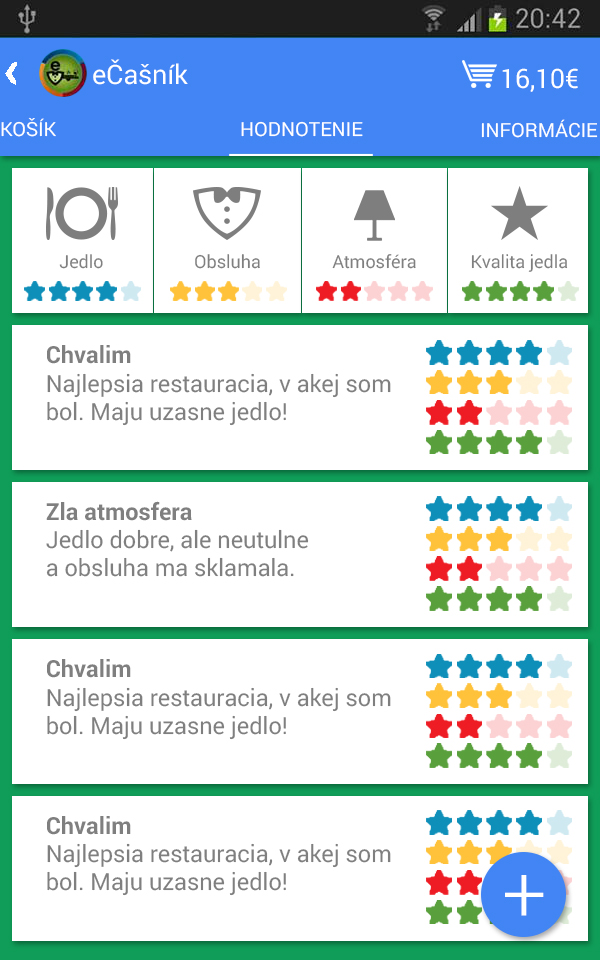 20:42
eČašník
16,10€
KOŠÍK
HODNOTENIE
INFORMÁCIE
Jedlo
Obsluha
Atmosféra
Kvalita jedla
Chvalim
Najlepsia restauracia, v akej som
bol. Maju uzasne jedlo!
Zla atmosfera
Jedlo dobre, ale neutulne
a obsluha ma sklamala.
Chvalim
Najlepsia restauracia, v akej som
bol. Maju uzasne jedlo!
Chvalim
Najlepsia restauracia, v akej som
bol. Maju uzasne jedlo!